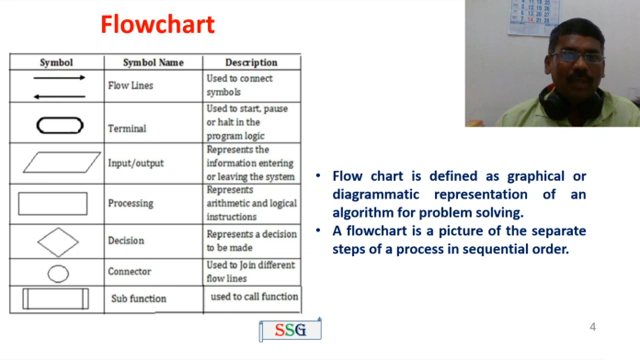 Flowchart
Symbol Symbol Name Description
Flow Lines
Used to connect
symbols
Terminal
Used to start, pause
or halt in the
program logic
Input/output
Represents the
information entering
or leaving the system
Processing
Represents
arithmetic and logical
instructions
Decision
Represents a decision
to be made
Connector
Used to Join different
flow lines
Sub function
used to call function
• Flow chart is defined as graphical or
diagrammatic representation of an
algorithm for problem solving.
• A flowchart is a picture of the separate
steps of a process in sequential order.
SSG
4